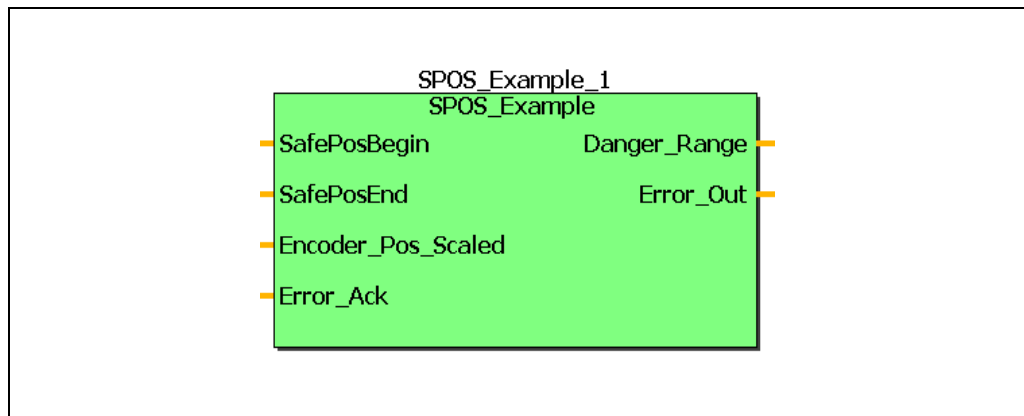 SPOS_Example_1
SPOS_Example
SafePosBegin Danger_Range
SafePosEnd Error_Out
Encoder_Pos_Scaled
Error_Ack